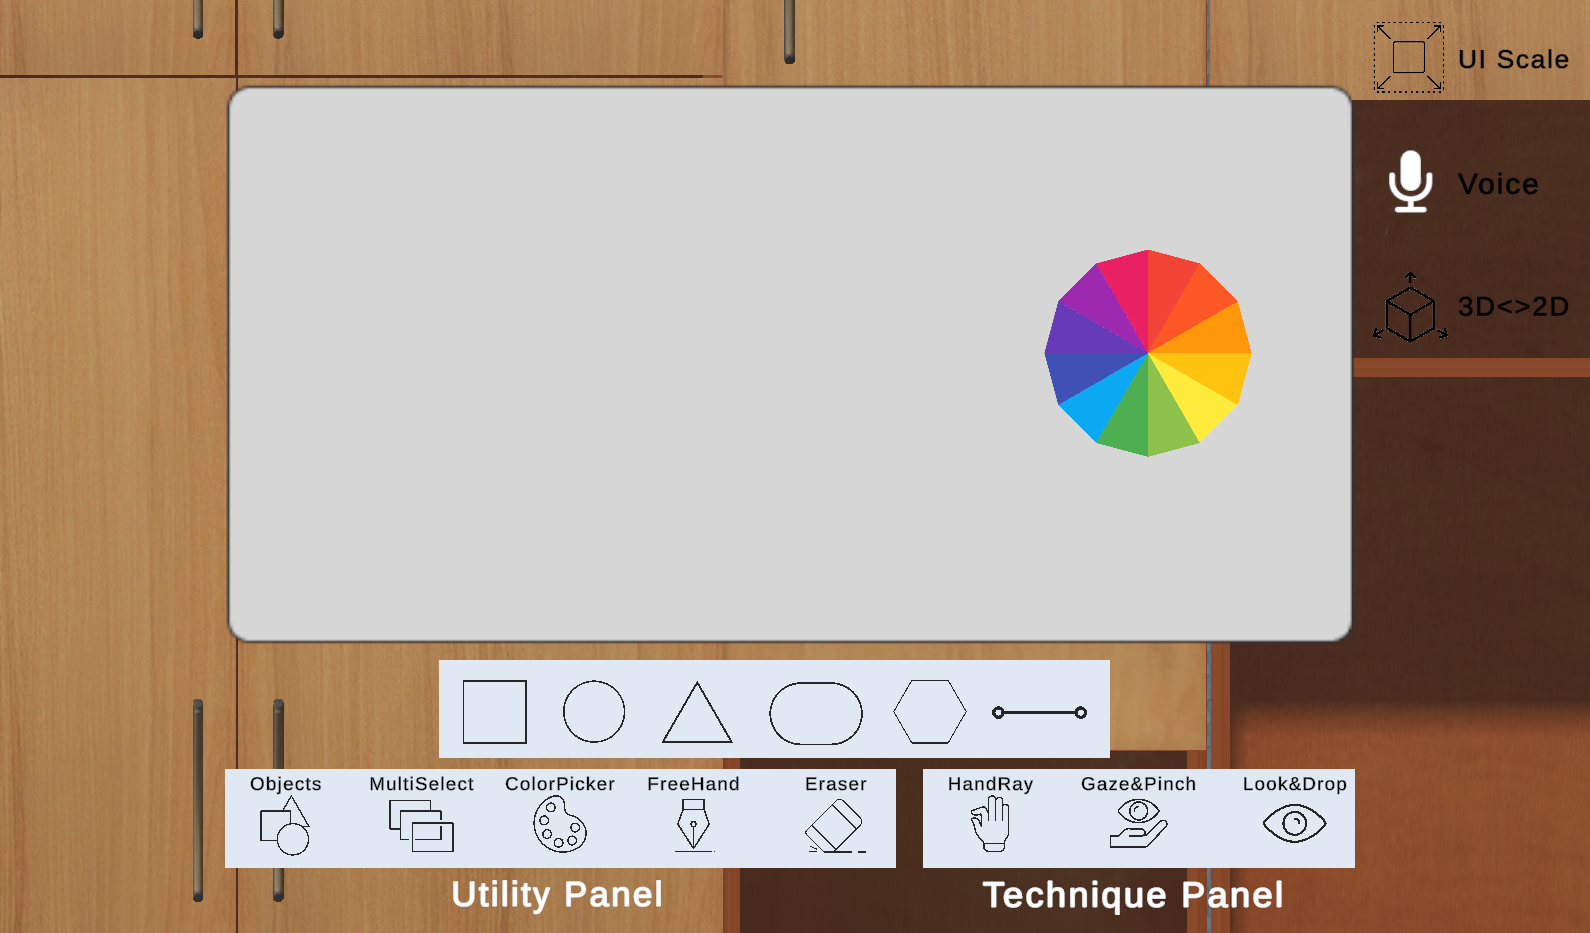 UI Scale
Voice
3D<>2D
Objects MultiSelect ColorPicker FreeHand Eraser
HandRay Gaze&Pinch Look&Drop
Utility Panel
Technique Panel